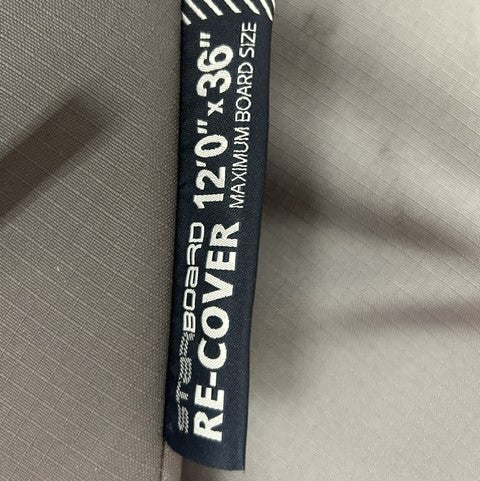 STARBOARD
RE-COVER 12'0" x 36"
MAXIMUM BOARD SIZE